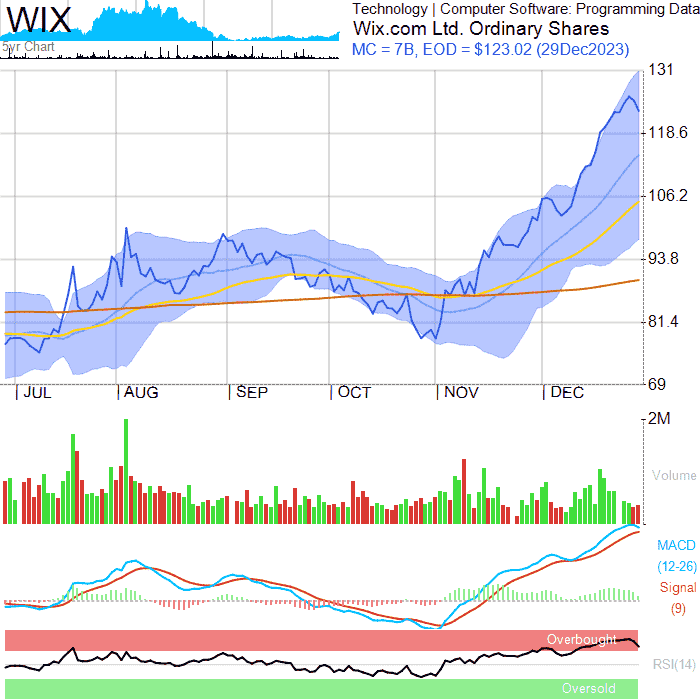 WIX
5yr Chart
Technology | Computer Software: Programming Data
Wix.com Ltd. Ordinary Shares
MC = 7B, EOD = $123.02 (29Dec2023)
131
118.6
106.2
93.8
81.4
69
| JUL | AUG | SEP | OCT | NOV | DEC
2M
Volume
MACD
(12-26)
Signal
(9)
Overbought
RSI(14)
Oversold